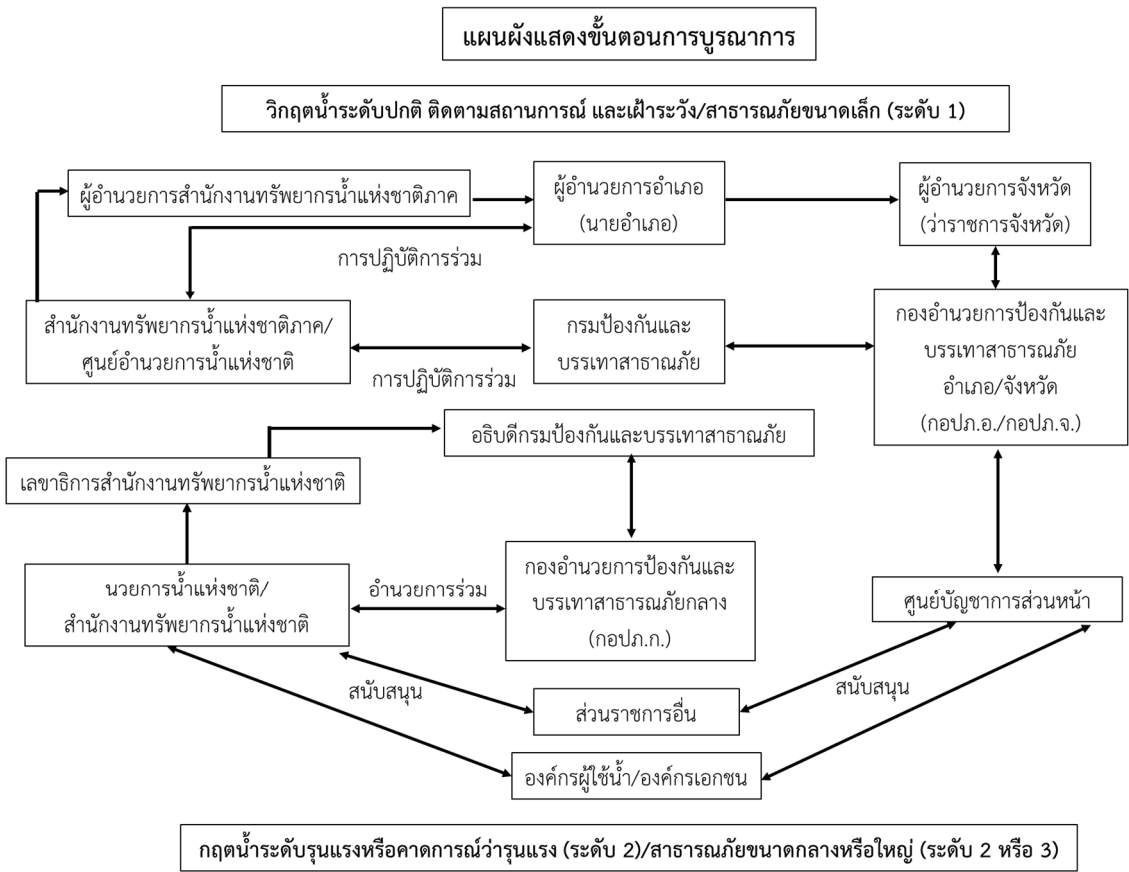 แผนผังแสดงขั้นตอนการบูรณาการ
วิกฤตน้ำระดับปกติ ติดตามสถานการณ์ และเฝ้าระวัง/สาธารณภัยขนาดเล็ก (ระดับ 1)
ผู้อำนวยการสำนักงานทรัพยากรน้ำแห่งชาติภาค
ผู้อำนวยการอำเภอ
(นายอำเภอ)
ผู้อำนวยการจังหวัด
(ว่าราชการจังหวัด)
การปฏิบัติการร่วม
สำนักงานทรัพยากรน้ำแห่งชาติภาค/
ศูนย์อำนวยการน้ำแห่งชาติ
การปฏิบัติการร่วม
กรมป้องกันและ
บรรเทาสาธาณภัย
กองอำนวยการป้องกันและ
บรรเทาสาธารณภัย
อำเภอ/จังหวัด
(กอปภ.อ./กอปภ.จ.)
อธิบดีกรมป้องกันและบรรเทาสาธาณภัย
เลขาธิการสำนักงานทรัพยากรน้ำแห่งชาติ
นวยการน้ำแห่งชาติ/
สำนักงานทรัพยากรน้ำแห่งชาติ
อำนวยการร่วม
กองอำนวยการป้องกันและ
บรรเทาสาธารณภัยกลาง
(กอปภ.ก.)
ศูนย์บัญชาการส่วนหน้า
สนับสนุน
ส่วนราชการอื่น
สนับสนุน
องค์กรผู้ใช้น้ำ/องค์กรเอกชน
กฤตน้ำระดับรุนแรงหรือคาดการณ์ว่ารุนแรง (ระดับ 2)/สาธารณภัยขนาดกลางหรือใหญ่ (ระดับ 2 หรือ 3)